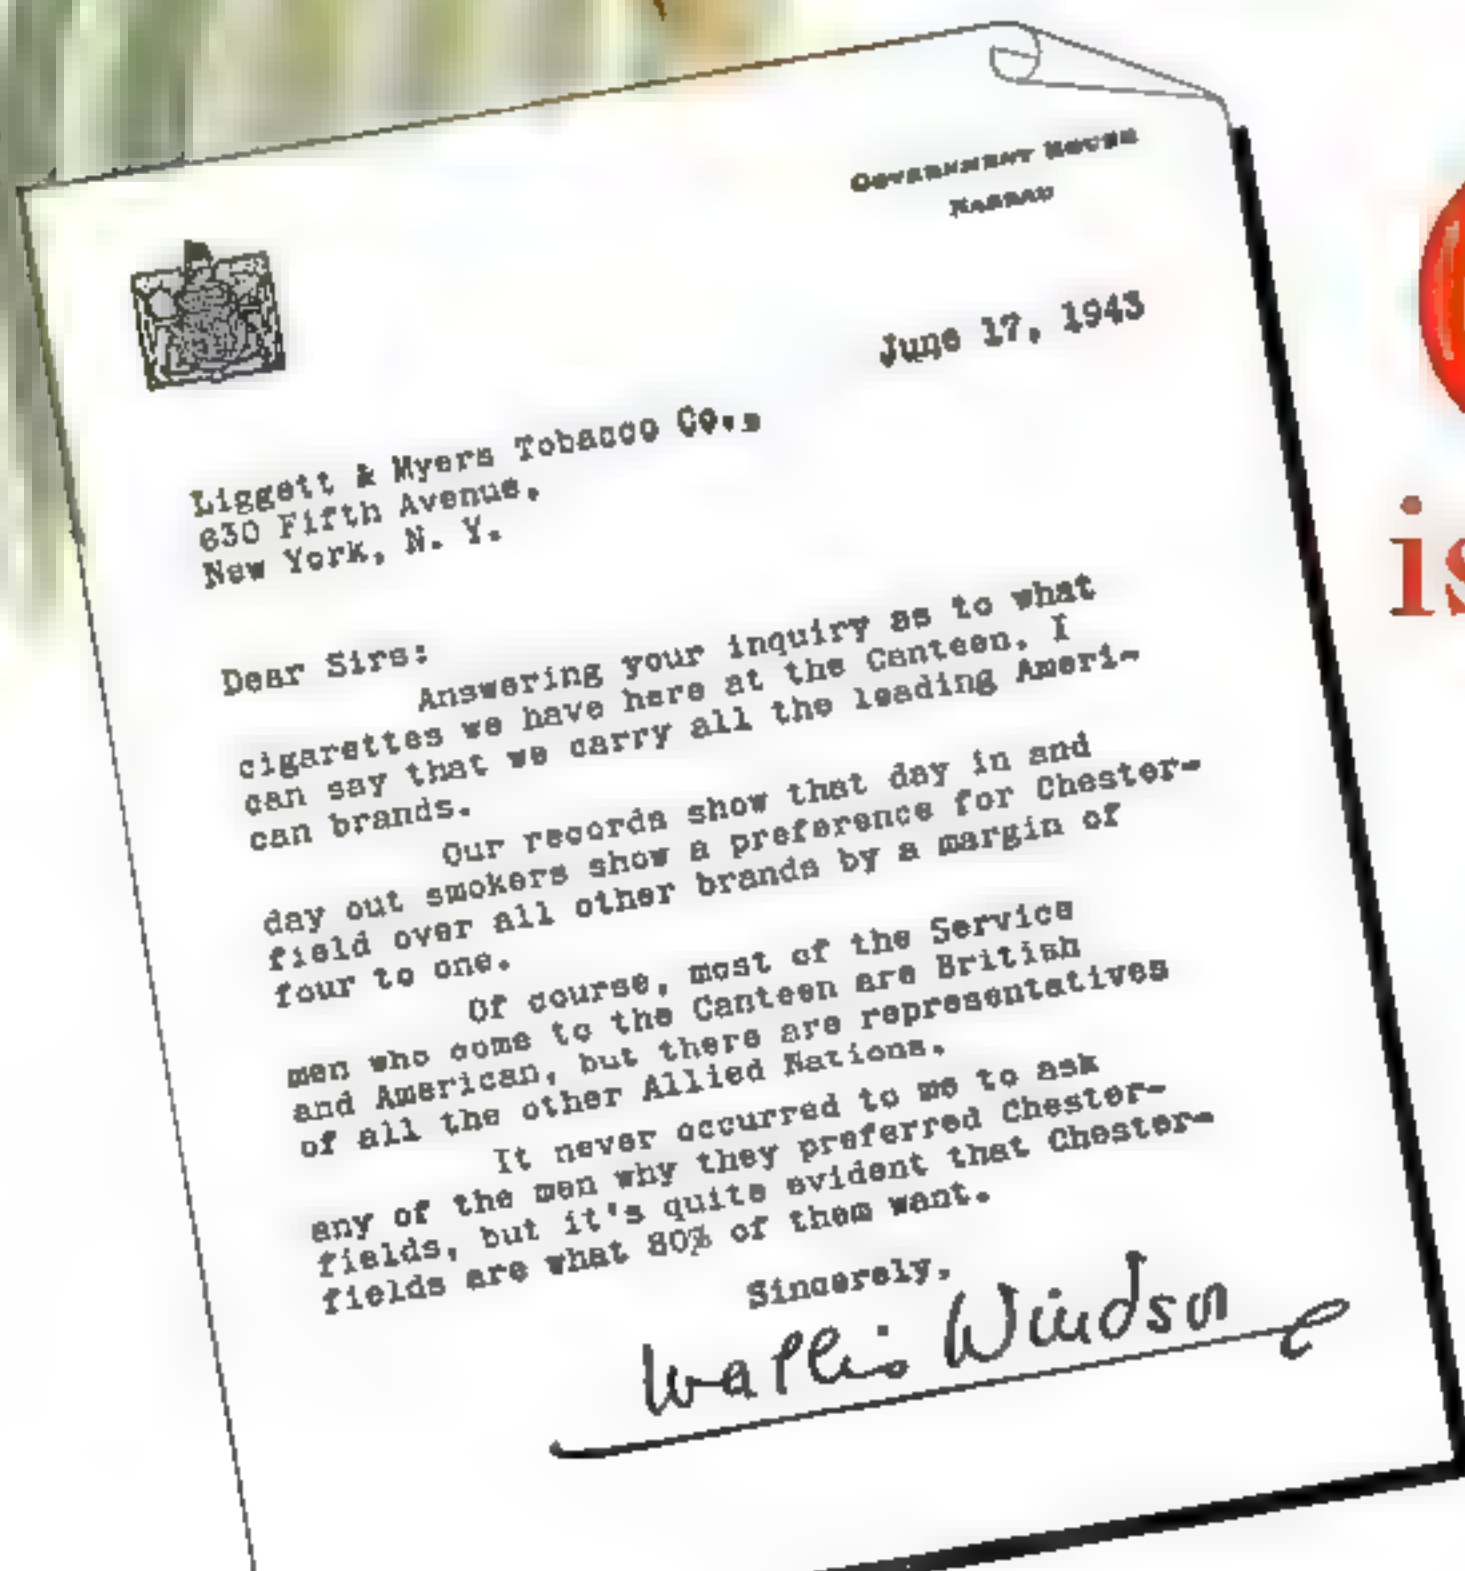 GOVERNMENT HOUSE
NASSAU
June 17, 1943
Liggett & Myers Tobacco Co.,
630 Fifth Avenue,
New York, N. Y.
Dear Sirs:
Answering your inquiry as to what
cigarettes we have here at the Canteen, I
can say that we carry all the leading Ameri-
can brands.
Our records show that day in and
day out smokers show a preference for Chester-
field over all other brands by a margin of
four to one.
Of course, most of the Service
men who come to the Canteen are British
and American, but there are representatives
of all the other Allied Nations.
It never occurred to me to ask
any of the men why they preferred Chester-
fields, but it's quite evident that Chester-
fields are what 80% of them want.
Sincerely,
Wallis Windsor